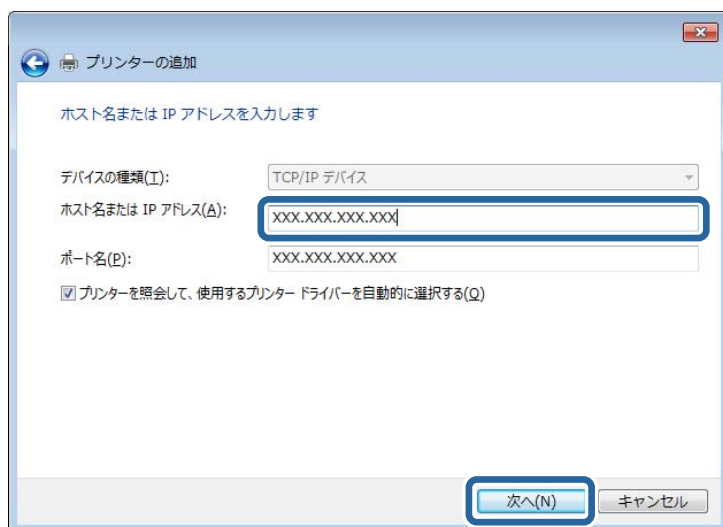 プリンターの追加
ホスト名または IP アドレスを入力します
デバイスの種類(T): TCP/IP デバイス
ホスト名または IP アドレス(A): XXX.XXX.XXX.XXX
ポート名(P): XXX.XXX.XXX.XXX
プリンターを照会して、使用するプリンター ドライバーを自動的に選択する(Q)
次へ(N) キャンセル